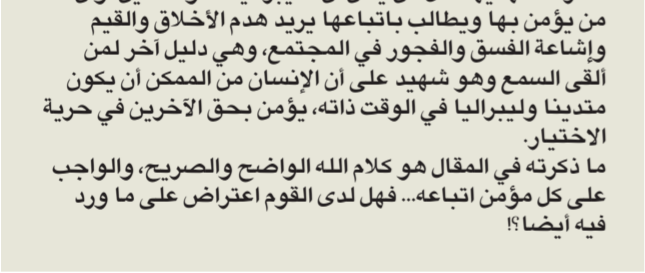 من يؤمن بها ويطالب باتباعها يريد هدم الأخلاق والقيم
وإشاعة الفسق والفجور في المجتمع، وهي دليل آخر لمن
ألقى السمع وهو شهيد على أن الإنسان من الممكن أن يكون
متدينا وليبراليا في الوقت ذاته، يؤمن بحق الآخرين في حرية
الاختيار.
ما ذكرته في المقال هو كلام الله الواضح والصريح، والواجب
على كل مؤمن اتباعه... فهل لدى القوم اعتراض على ما ورد
فيه أيضا؟!